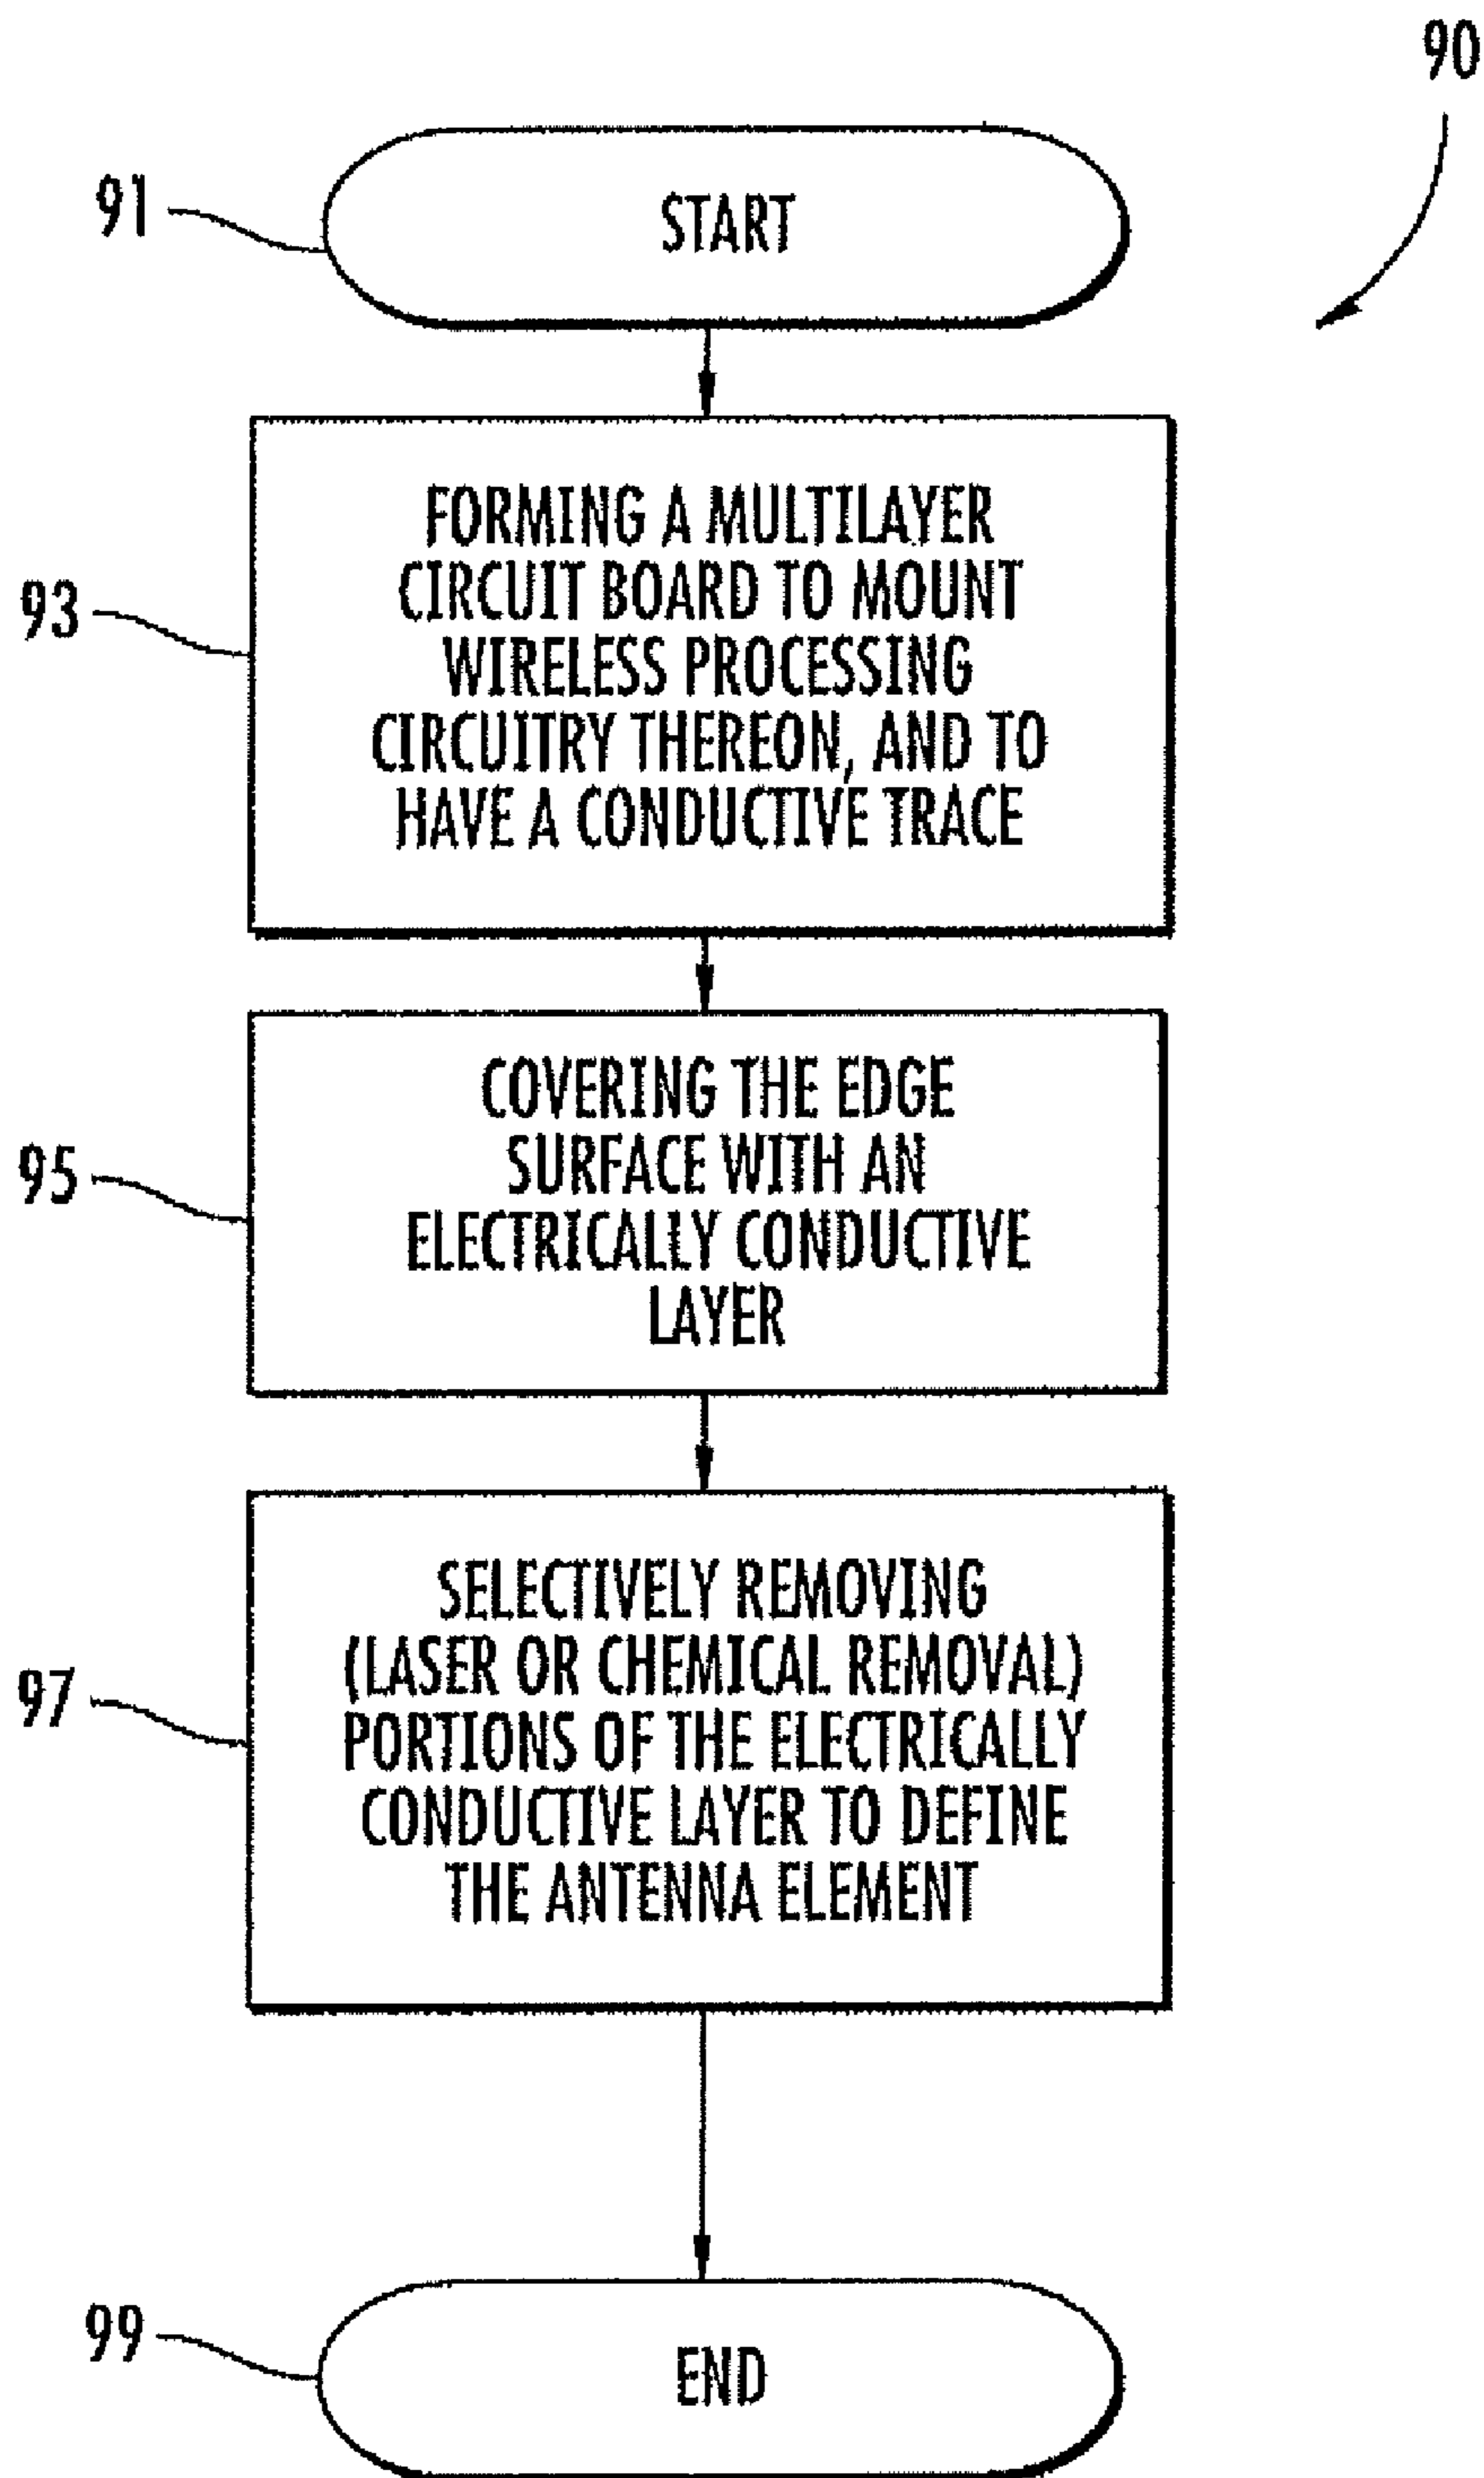 90
91
START
93
FORMING A MULTILAYER
CIRCUIT BOARD TO MOUNT
WIRELESS PROCESSING
CIRCUITRY THEREON, AND TO
HAVE A CONDUCTIVE TRACE
95
COVERING THE EDGE
SURFACE WITH AN
ELECTRICALLY CONDUCTIVE
LAYER
97
SELECTIVELY REMOVING
(LASER OR CHEMICAL REMOVAL)
PORTIONS OF THE ELECTRICALLY
CONDUCTIVE LAYER TO DEFINE
THE ANTENNA ELEMENT
99
END